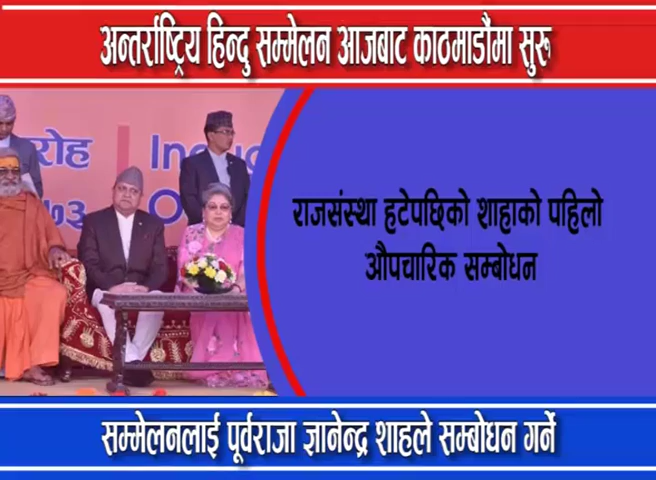 अन्तर्राष्ट्रिय हिन्दु सम्मेलन आजबाट काठमाडौंमा सुरू
रोह
७३
राजसंस्था हटेपछिको शाहाको पहिलो
औपचारिक सम्बोधन
सम्मेलनलाई पूर्वराजा ज्ञानेन्द्र शाहले सम्बोधन गर्ने